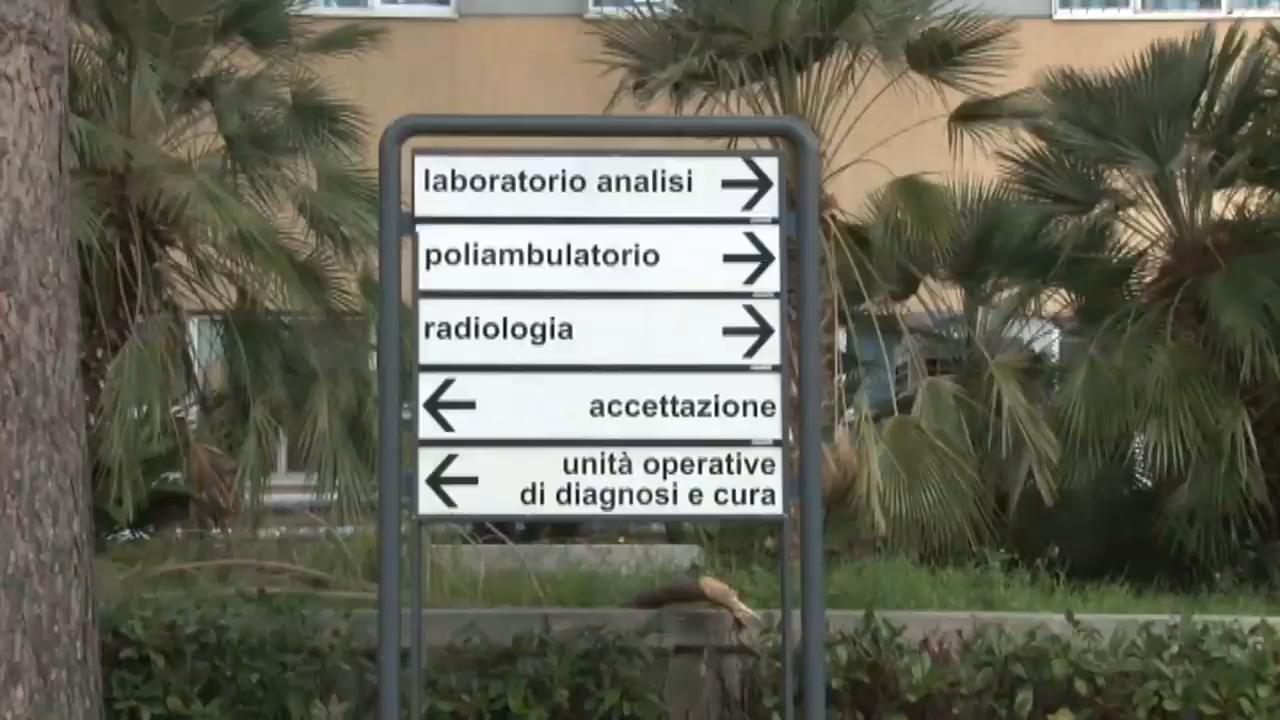 laboratorio analisi
poliambulatorio
radiologia
accettazione
unità operative
di diagnosi e cura